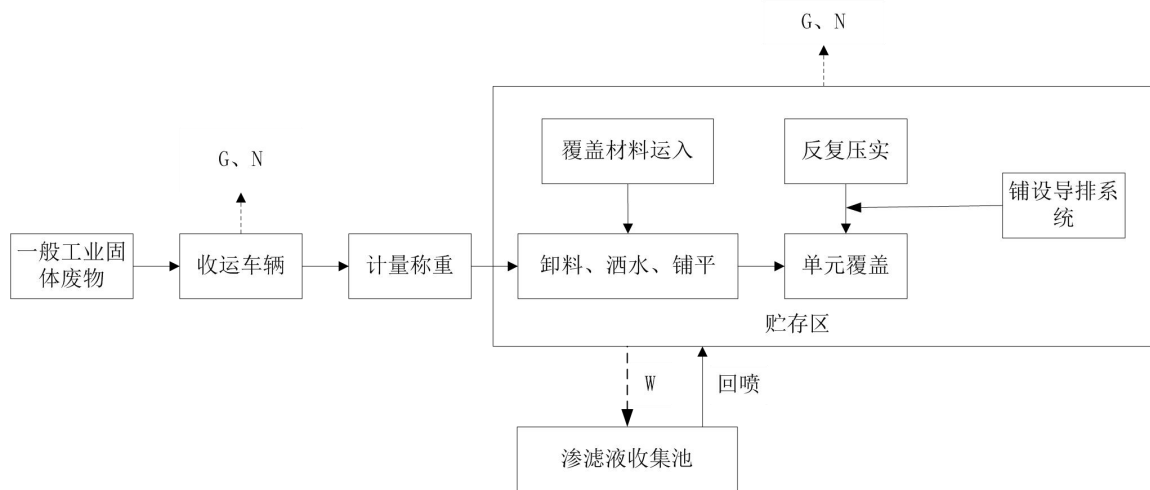 G、N
G、N
覆盖材料运入
反复压实
铺设导排系
统
一般工业固
体废物
收运车辆
计量称重
卸料、洒水、铺平
单元覆盖
贮存区
W
回喷
渗滤液收集池